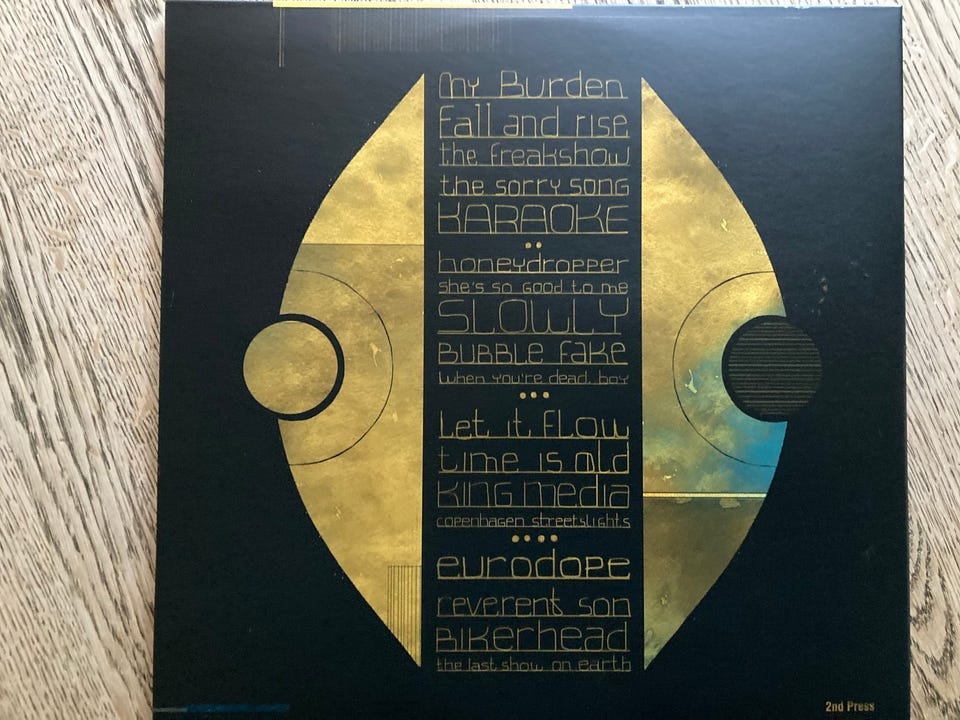 my Burden
Fall and rise
the freakshow
the sorry song
KARAOKE
honeydropper
she's so good to me
SLOWLY
BUBBLE FAKE
when you're dead, boy
Let it flow
time is old
KING media
copenhagen streetslights
eurodope
reverent son
BIKerhead
the last show on earth
2nd Press